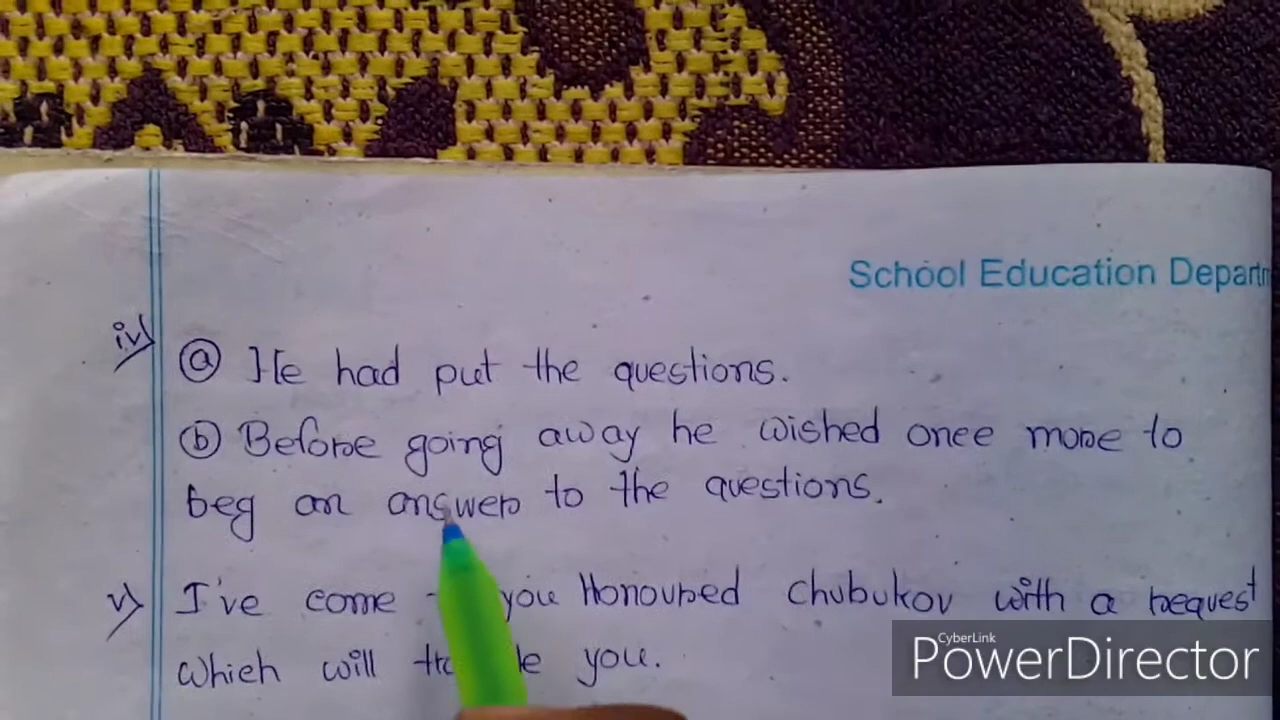 School Education Departm
iv) a He had put the questions.
b Before going away he wished once more to
beg an answer to the questions.
v) I've come you Honoured chubukov with a request
which will you.
CyberLink
PowerDirector